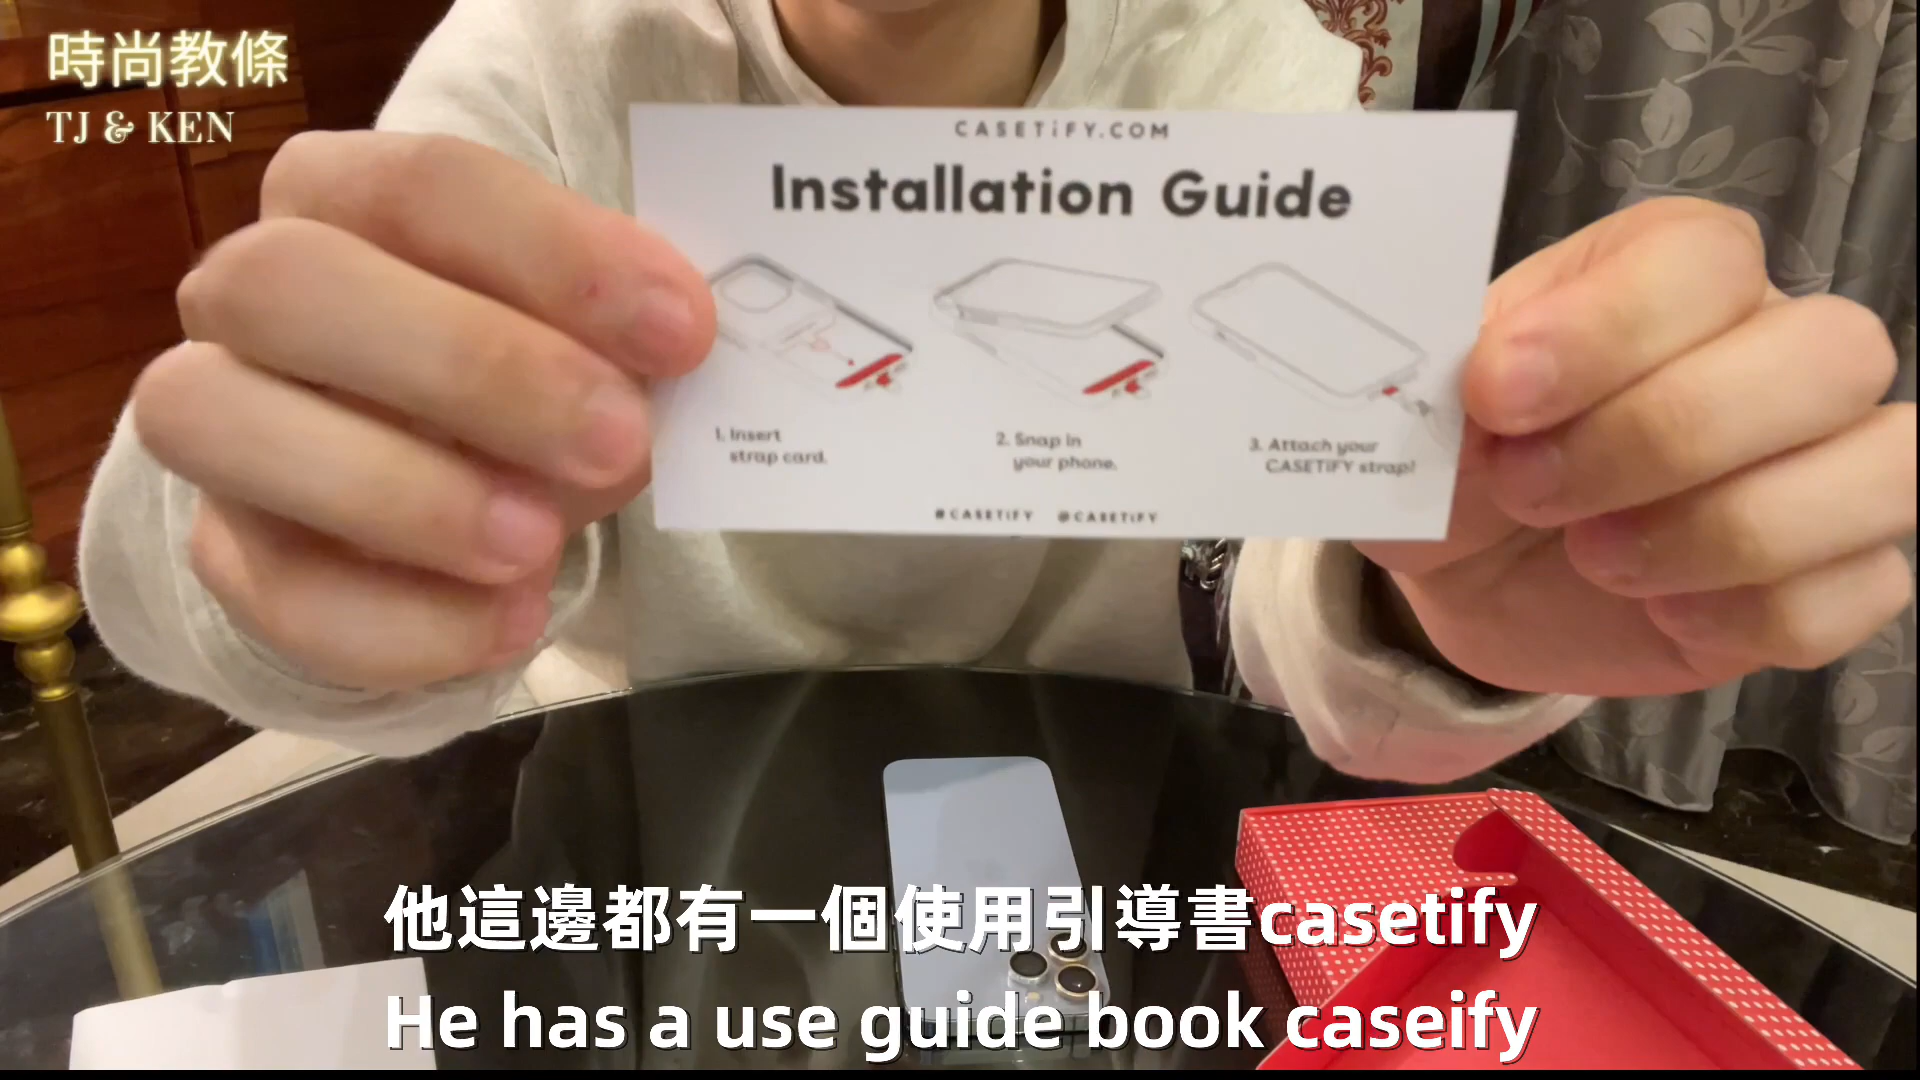 時尚教條
TJ & KEN
CASETiFY.COM
Installation Guide
1. Insert
strap card.
2. Snap in
your phone.
3. Attach your
CASETiFY strap!
#CASETiFY @CASETiFY
他這邊都有一個使用引導書casetify
He has a use guide book caseify